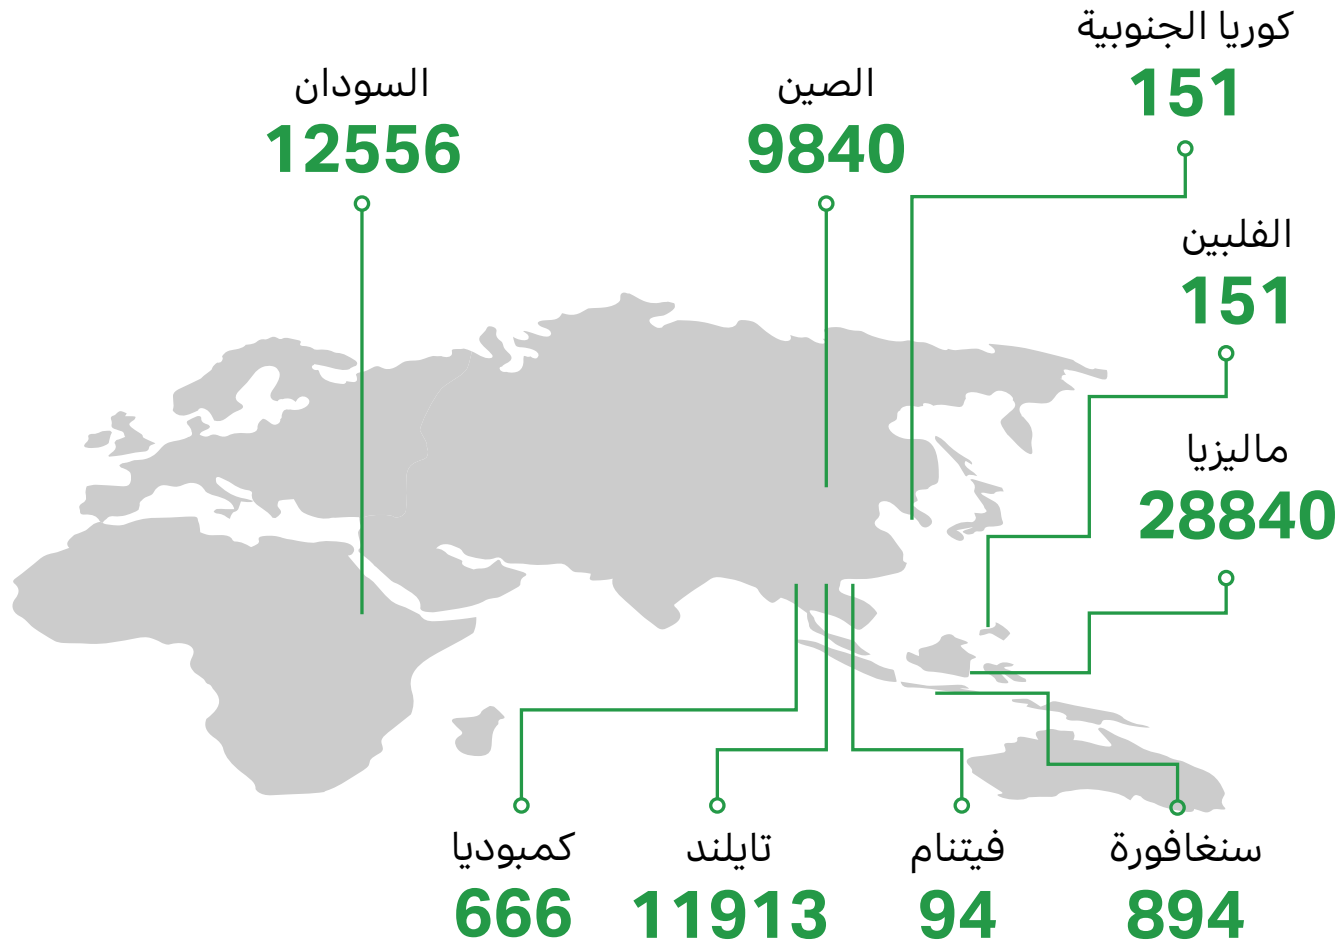 كوريا الجنوبية
151
الصين
9840
السودان
12556
الفلبين
151
ماليزيا
28840
سنغافورة
894
فيتنام
94
تايلند
11913
كمبوديا
666